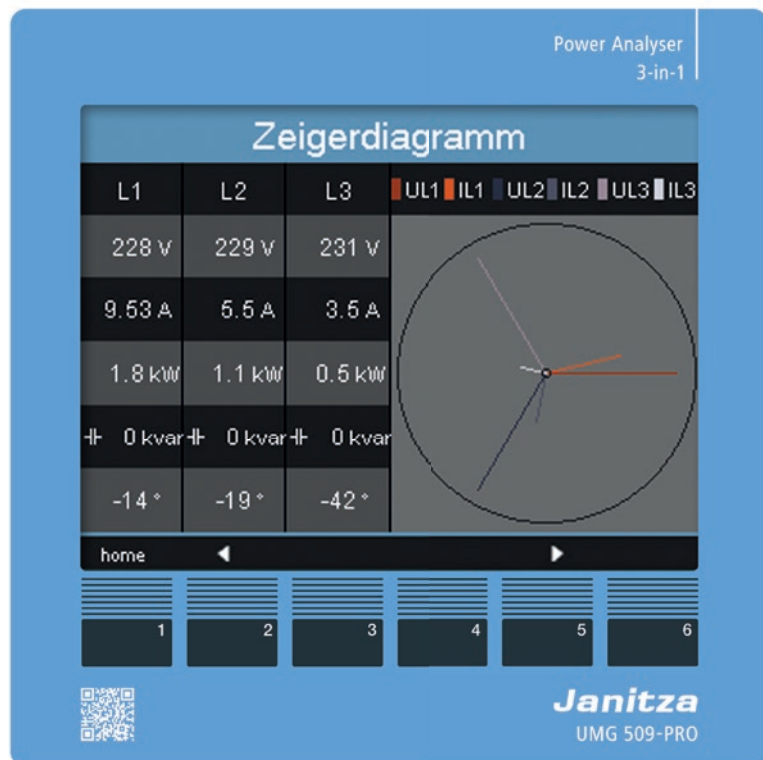 Power Analyser
3-in-1
Zeigerdiagramm
L1 L2 L3 UL1 IL1 UL2 IL2 UL3 IL3
228 V 229 V 231 V
9.53 A 5.5 A 3.5 A
1.8 kW 1.1 kW 0.5 kW
0 kvar 0 kvar 0 kvar
-14 ° -19 ° -42 °
home
1 2 3 4 5 6
Janitza
UMG 509-PRO